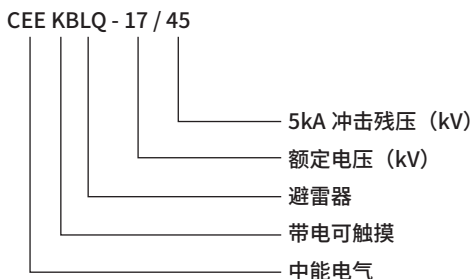 CEE KBLQ - 17 / 45
5kA 冲击残压（kV）
额定电压（kV）
避雷器
带电可触摸
中能电气